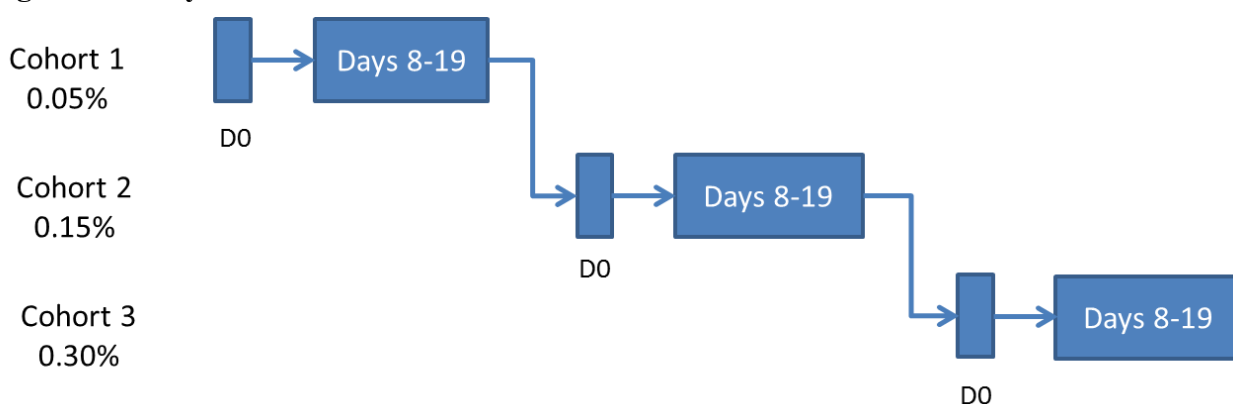 Cohort 1
0.05%
Days 8-19
D0
Cohort 2
0.15%
Days 8-19
D0
Cohort 3
0.30%
Days 8-19
D0